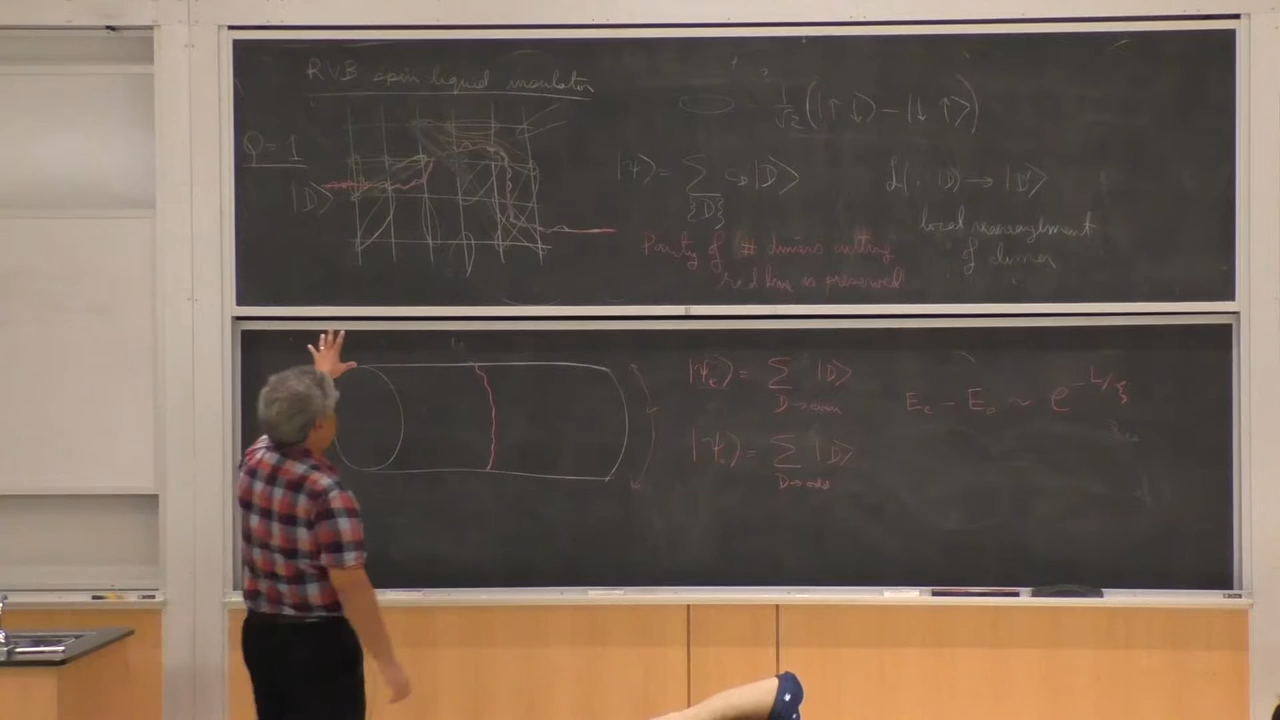 RVB spin liquid insulator
= 1/√2 (|↑ ↓⟩ − |↓ ↑⟩)
Q = 1
|D⟩
|Ψ⟩ = ∑ c_D |D⟩
{D}
|D⟩ → |D'⟩
local rearrangement
of dimer
Parity of # dimers cutting
red line is preserved
|Ψ_e⟩ = ∑ |D⟩
D→even
E_e − E_o ~ e^{−L/ξ}
|Ψ_o⟩ = ∑ |D⟩
D→odd